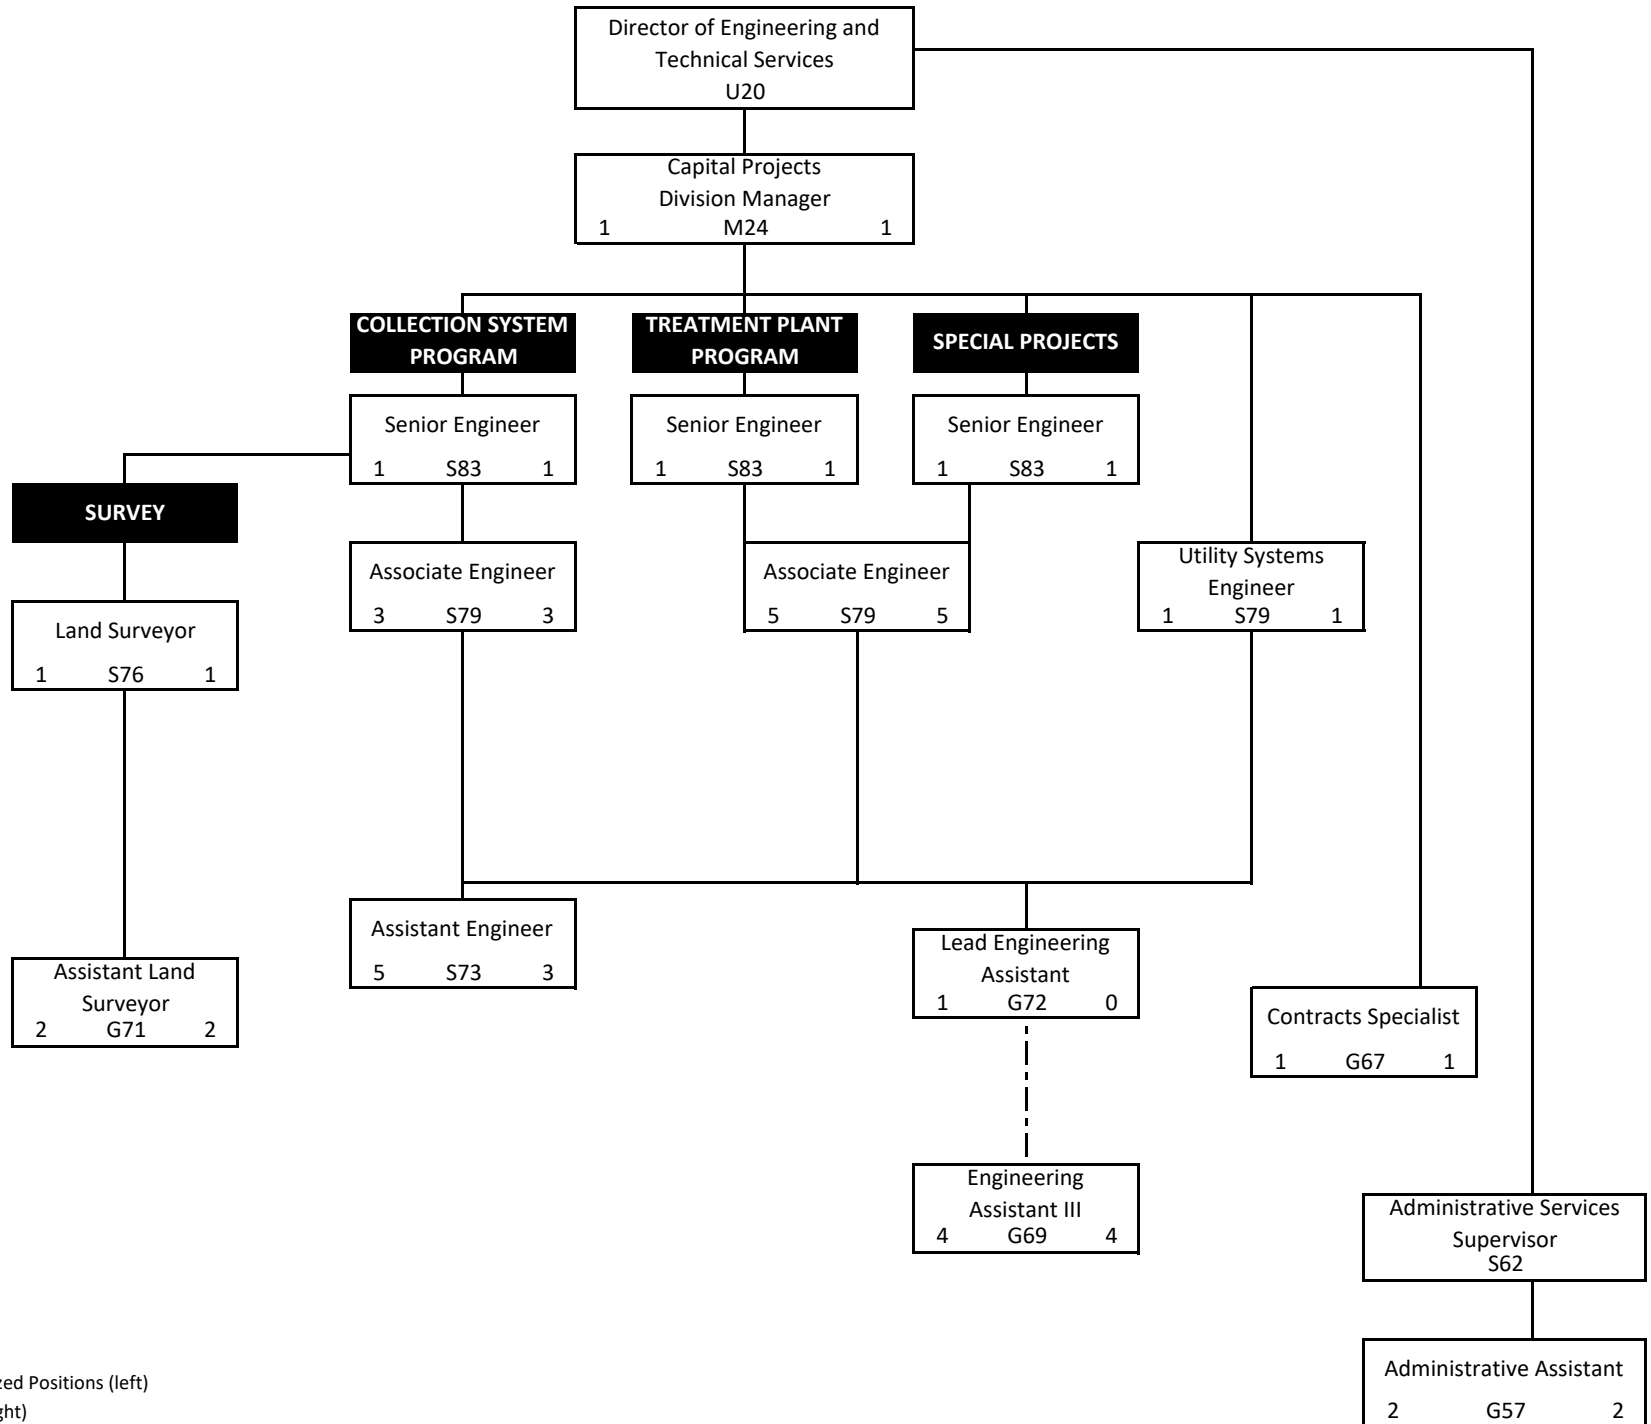 Director of Engineering and
Technical Services
U20
Capital Projects
Division Manager
1 M24 1
COLLECTION SYSTEM
PROGRAM
TREATMENT PLANT
PROGRAM
SPECIAL PROJECTS
Senior Engineer
1 S83 1
Senior Engineer
1 S83 1
Senior Engineer
1 S83 1
SURVEY
Associate Engineer
3 S79 3
Associate Engineer
5 S79 5
Utility Systems
Engineer
1 S79 1
Land Surveyor
1 S76 1
Assistant Engineer
5 S73 3
Lead Engineering
Assistant
1 G72 0
Assistant Land
Surveyor
2 G71 2
Contracts Specialist
1 G67 1
Engineering
Assistant III
4 G69 4
Administrative Services
Supervisor
S62
Administrative Assistant
2 G57 2
Positions (left)